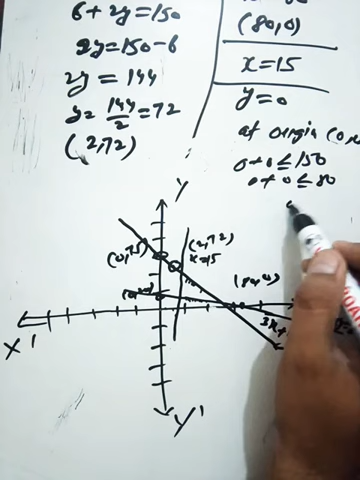 6 + 2y = 150
2y = 150 - 6
2y = 144
y = 144/2 = 72
(2,72)
(80,0)
x = 15
y = 0
at origin (0,
0 + 0 ≤ 150
0 + 0 ≤ 80
Y
(0,75)
(2,72)
x = 15
X'
Y'